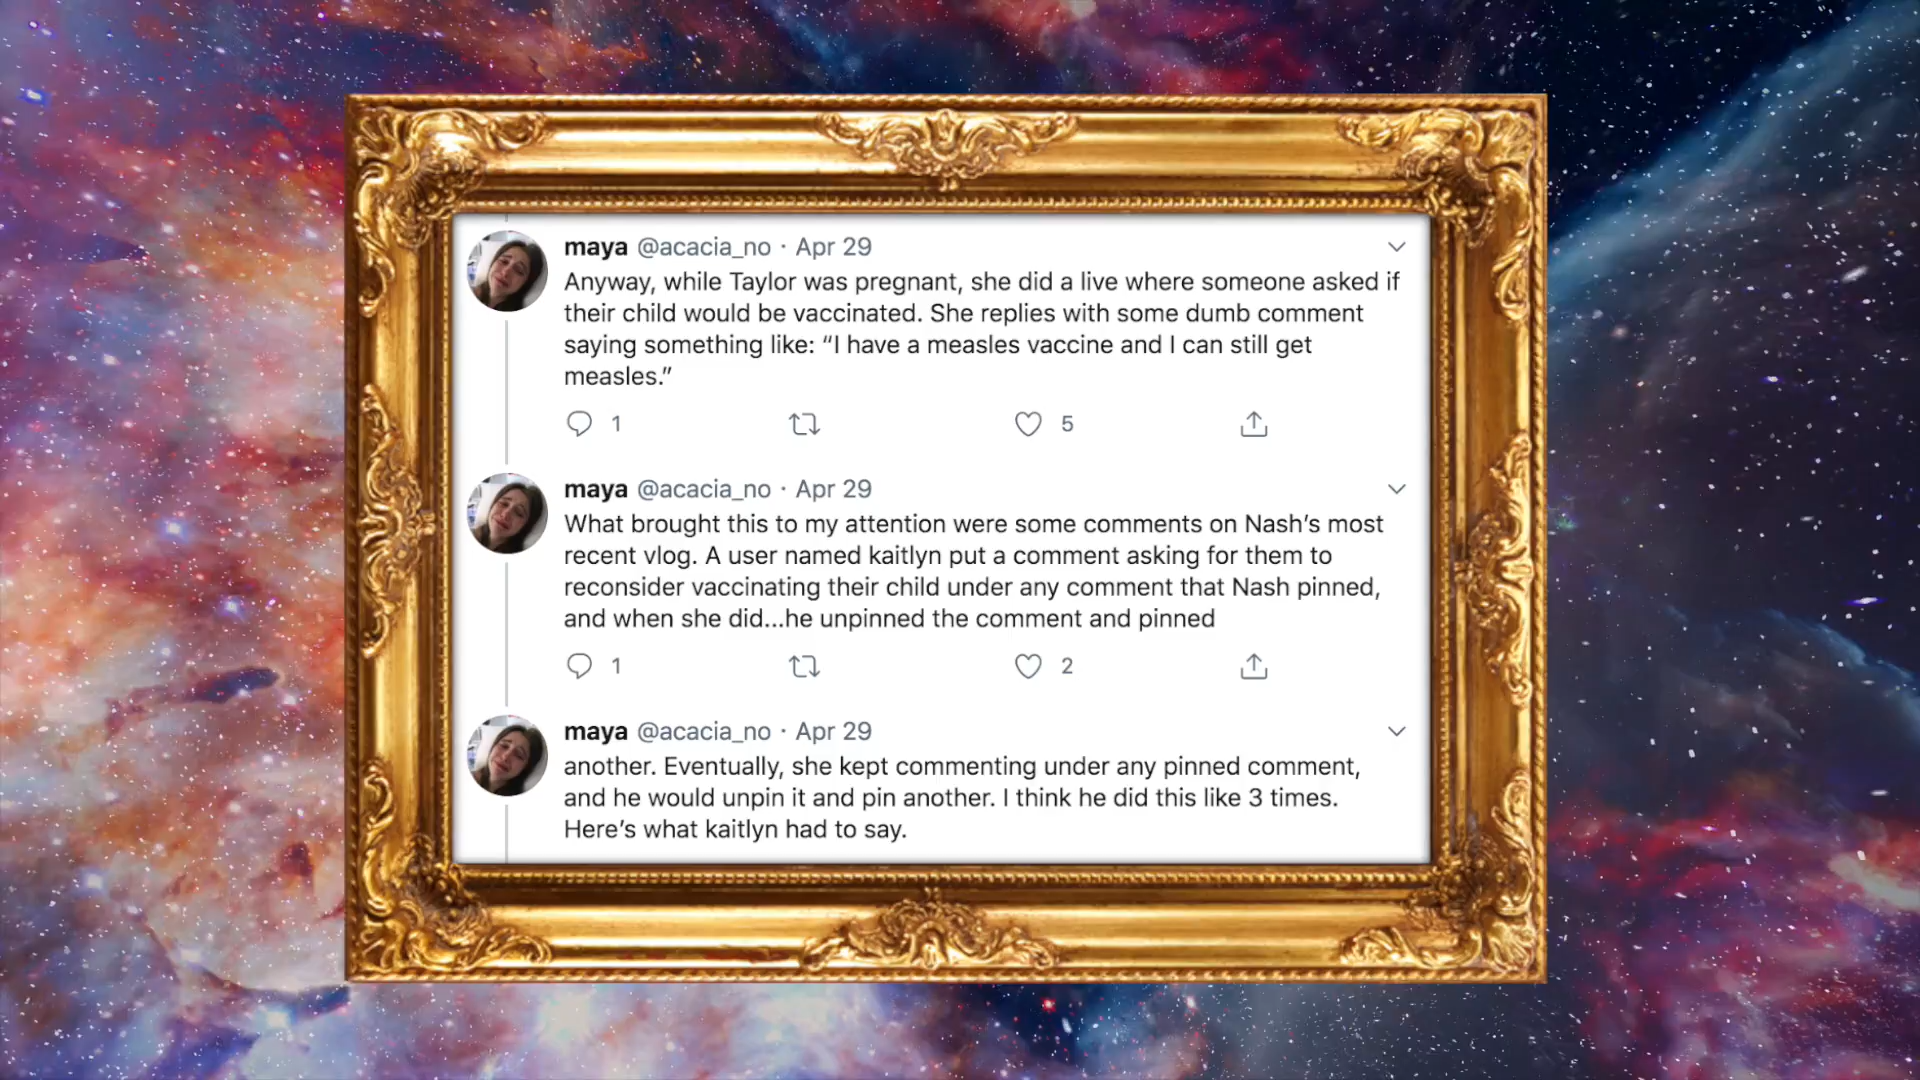 maya @acacia_no · Apr 29
Anyway, while Taylor was pregnant, she did a live where someone asked if
their child would be vaccinated. She replies with some dumb comment
saying something like: “I have a measles vaccine and I can still get
measles.”
1 5
maya @acacia_no · Apr 29
What brought this to my attention were some comments on Nash’s most
recent vlog. A user named kaitlyn put a comment asking for them to
reconsider vaccinating their child under any comment that Nash pinned,
and when she did...he unpinned the comment and pinned
1 2
maya @acacia_no · Apr 29
another. Eventually, she kept commenting under any pinned comment,
and he would unpin it and pin another. I think he did this like 3 times.
Here’s what kaitlyn had to say.